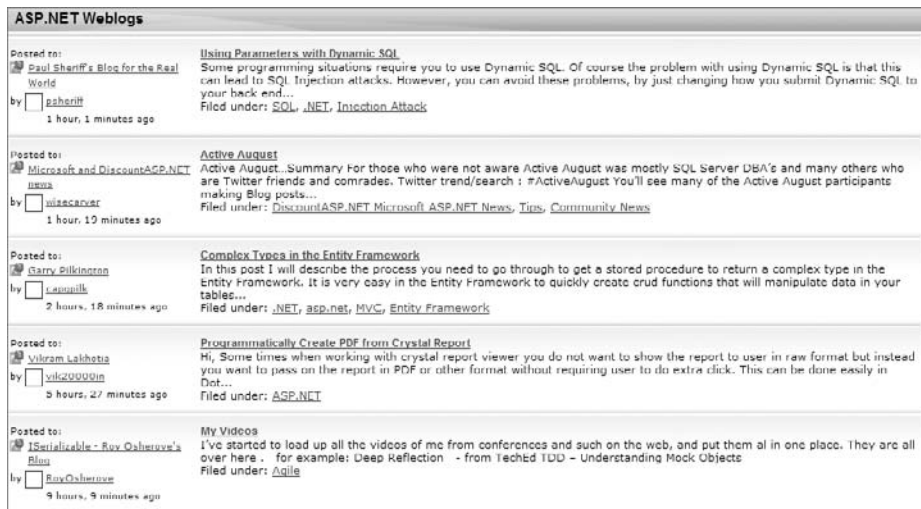 ASP.NET Weblogs
Posted to:
Paul Sheriff's Blog for the Real
World
by psheriff
1 hour, 1 minutes ago
Using Parameters with Dynamic SQL
Some programming situations require you to use Dynamic SQL. Of course the problem with using Dynamic SQL is that this
can lead to SQL Injection attacks. However, you can avoid these problems, by just changing how you submit Dynamic SQL to
your back end...
Filed under: SQL, .NET, Injection Attack
Posted to:
Microsoft and DiscountASP.NET
news
by wisecarver
1 hour, 19 minutes ago
Active August
Active August...Summary For those who were not aware Active August was mostly SQL Server DBA's and many others who
are Twitter friends and comrades. Twitter trend/search : #ActiveAugust You'll see many of the Active August participants
making Blog posts...
Filed under: DiscountASP.NET Microsoft ASP.NET News, Tips, Community News
Posted to:
Garry Pilkington
by capgpilk
2 hours, 18 minutes ago
Complex Types in the Entity Framework
In this post I will describe the process you need to go through to get a stored procedure to return a complex type in the
Entity Framework. It is very easy in the Entity Framework to quickly create crud functions that will manipulate data in your
tables...
Filed under: .NET, asp.net, MVC, Entity Framework
Posted to:
Vikram Lakhotia
by vik20000in
5 hours, 27 minutes ago
Programmatically Create PDF from Crystal Report
Hi, Some times when working with crystal report viewer you do not want to show the report to user in raw format but instead
you want to pass on the report in PDF or other format without requiring user to do extra click. This can be done easily in
Dot...
Filed under: ASP.NET
Posted to:
ISerializable - Roy Osherove's
Blog
by RoyOsherove
9 hours, 9 minutes ago
My Videos
I've started to load up all the videos of me from conferences and such on the web, and put them al in one place. They are all
over here . for example: Deep Reflection - from TechEd TDD – Understanding Mock Objects
Filed under: Agile